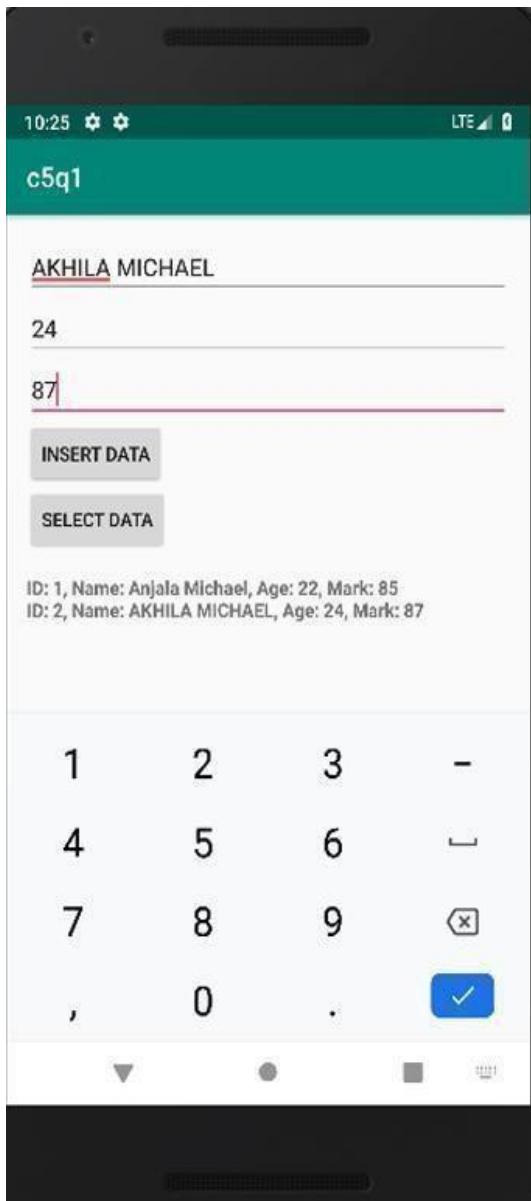 10:25 LTE
c5q1
AKHILA MICHAEL
24
87
INSERT DATA
SELECT DATA
ID: 1, Name: Anjala Michael, Age: 22, Mark: 85
ID: 2, Name: AKHILA MICHAEL, Age: 24, Mark: 87
1 2 3 -
4 5 6
7 8 9
, 0 .